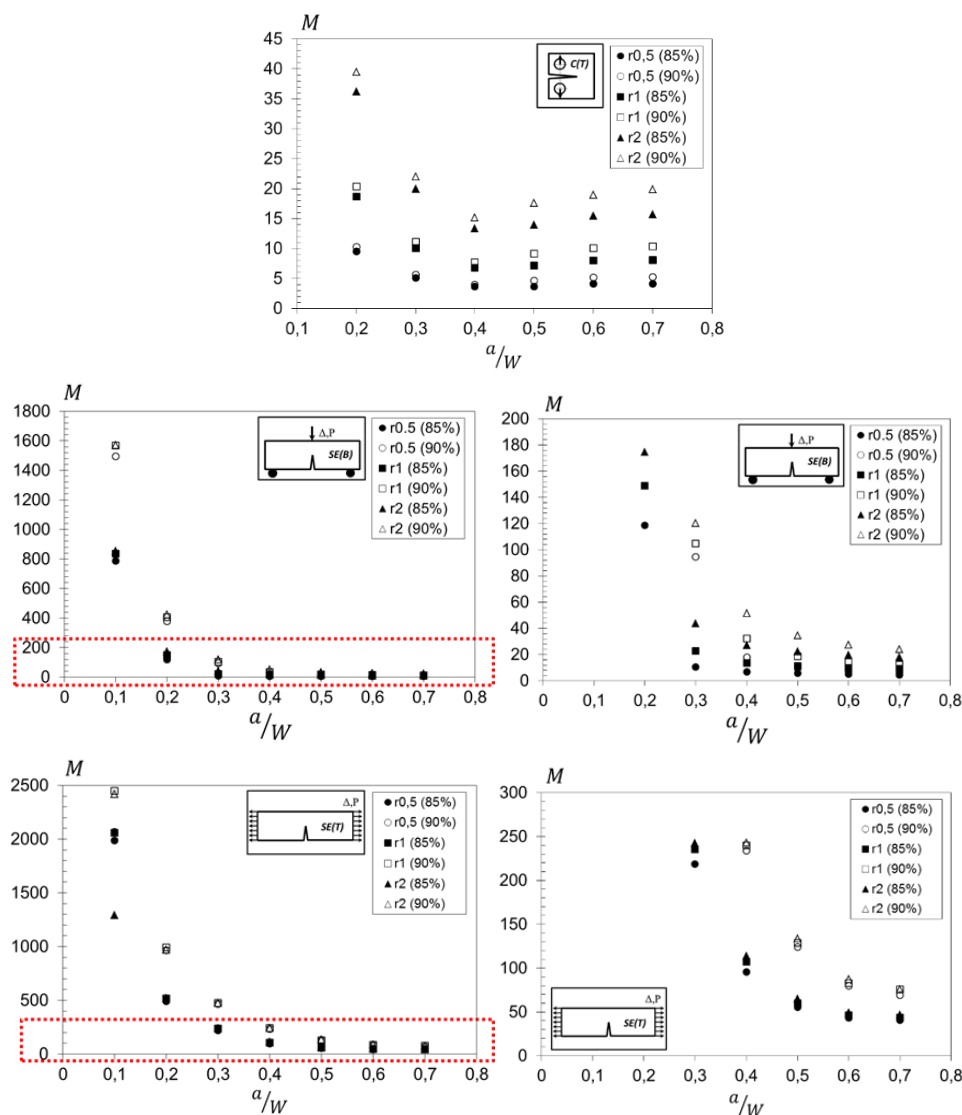 M
45
40
35
30
25
20
15
10
5
0
C(T)
r0,5 (85%)
r0,5 (90%)
r1 (85%)
r1 (90%)
r2 (85%)
r2 (90%)
0,1 0,2 0,3 0,4 0,5 0,6 0,7 0,8
a/W
M
1800
1600
1400
1200
1000
800
600
400
200
0
Δ,P
SE(B)
r0.5 (85%)
r0.5 (90%)
r1 (85%)
r1 (90%)
r2 (85%)
r2 (90%)
0 0,1 0,2 0,3 0,4 0,5 0,6 0,7 0,8
a/W
M
200
180
160
140
120
100
80
60
40
20
0
Δ,P
SE(B)
r0.5 (85%)
r0.5 (90%)
r1 (85%)
r1 (90%)
r2 (85%)
r2 (90%)
0 0,1 0,2 0,3 0,4 0,5 0,6 0,7 0,8
a/W
M
2500
2000
1500
1000
500
0
Δ,P
SE(T)
r0,5 (85%)
r0,5 (90%)
r1 (85%)
r1 (90%)
r2 (85%)
r2 (90%)
0 0,1 0,2 0,3 0,4 0,5 0,6 0,7 0,8
a/W
M
300
250
200
150
100
50
0
r0,5 (85%)
r0,5 (90%)
r1 (85%)
r1 (90%)
r2 (85%)
r2 (90%)
Δ,P
SE(T)
0 0,1 0,2 0,3 0,4 0,5 0,6 0,7 0,8
a/W